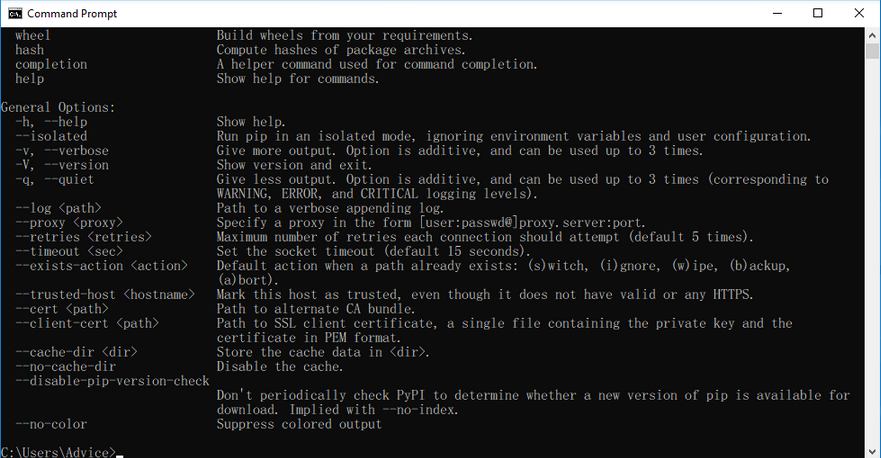 Command Prompt
wheel Build wheels from your requirements.
hash Compute hashes of package archives.
completion A helper command used for command completion.
help Show help for commands.
General Options:
-h, --help Show help.
--isolated Run pip in an isolated mode, ignoring environment variables and user configuration.
-v, --verbose Give more output. Option is additive, and can be used up to 3 times.
-V, --version Show version and exit.
-q, --quiet Give less output. Option is additive, and can be used up to 3 times (corresponding to
WARNING, ERROR, and CRITICAL logging levels).
--log <path> Path to a verbose appending log.
--proxy <proxy> Specify a proxy in the form [user:passwd@]proxy.server:port.
--retries <retries> Maximum number of retries each connection should attempt (default 5 times).
--timeout <sec> Set the socket timeout (default 15 seconds).
--exists-action <action> Default action when a path already exists: (s)witch, (i)gnore, (w)ipe, (b)ackup,
(a)bort).
--trusted-host <hostname> Mark this host as trusted, even though it does not have valid or any HTTPS.
--cert <path> Path to alternate CA bundle.
--client-cert <path> Path to SSL client certificate, a single file containing the private key and the
certificate in PEM format.
--cache-dir <dir> Store the cache data in <dir>.
--no-cache-dir Disable the cache.
--disable-pip-version-check
Don't periodically check PyPI to determine whether a new version of pip is available for
download. Implied with --no-index.
--no-color Suppress colored output
C:\Users\Advice>